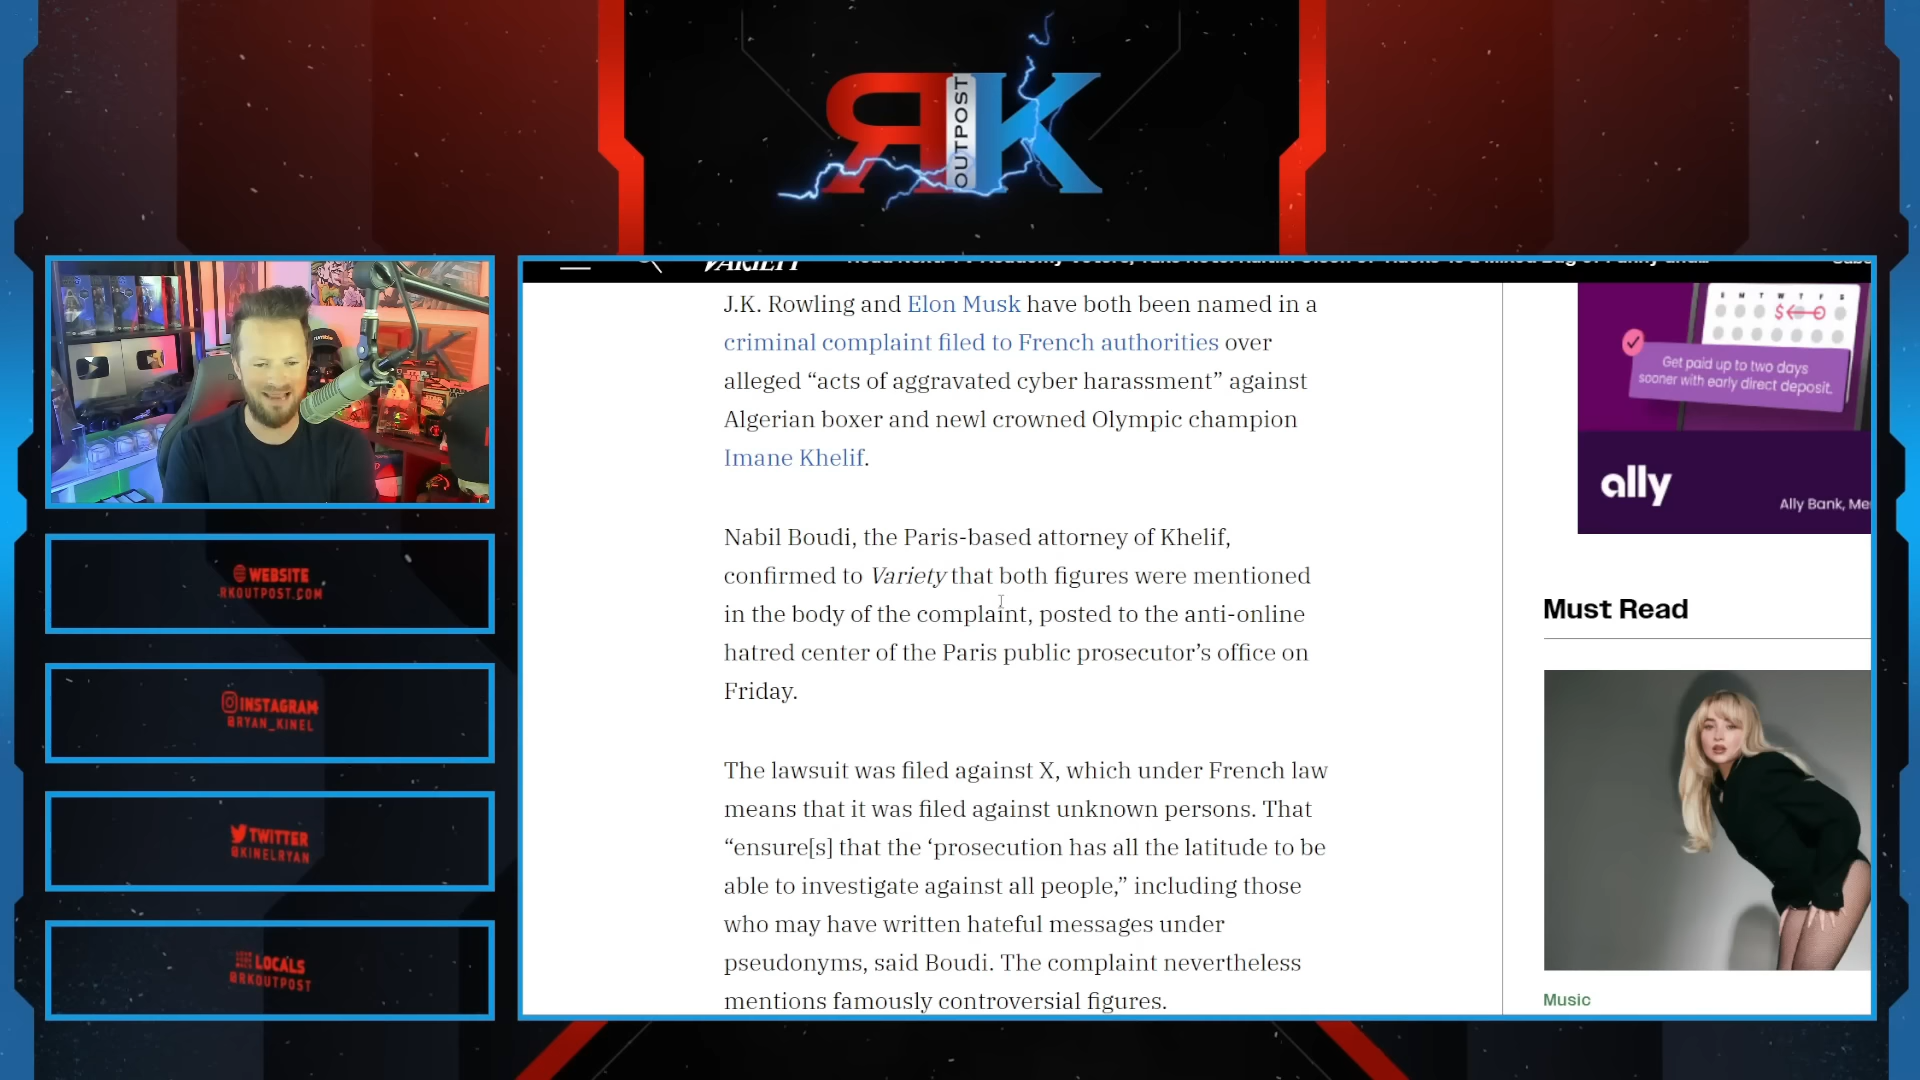 RK
OUTPOST
VARIETY
J.K. Rowling and Elon Musk have both been named in a
criminal complaint filed to French authorities over
alleged “acts of aggravated cyber harassment” against
Algerian boxer and newl crowned Olympic champion
Imane Khelif.
Nabil Boudi, the Paris-based attorney of Khelif,
confirmed to Variety that both figures were mentioned
in the body of the complaint, posted to the anti-online
hatred center of the Paris public prosecutor’s office on
Friday.
The lawsuit was filed against X, which under French law
means that it was filed against unknown persons. That
“ensure[s] that the ‘prosecution has all the latitude to be
able to investigate against all people,” including those
who may have written hateful messages under
pseudonyms, said Boudi. The complaint nevertheless
mentions famously controversial figures.
S M T W T F S
$
Get paid up to two days
sooner with early direct deposit.
ally
Ally Bank, Me
Must Read
Music
WEBSITE
RKOUTPOST.COM
INSTAGRAM
@RYAN_KINEL
TWITTER
@KINELRYAN
LOCALS
@RKOUTPOST